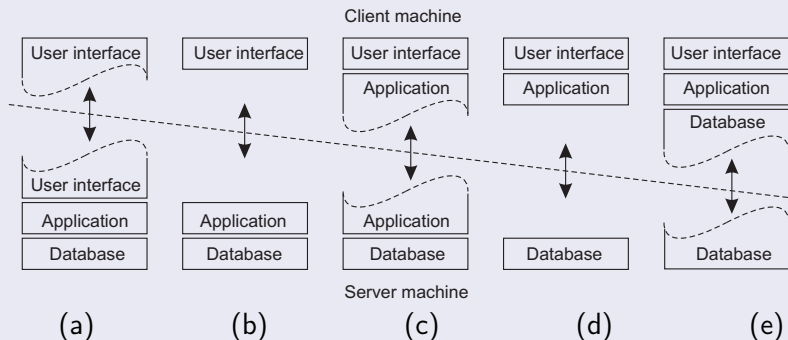 Client machine
User interface User interface User interface User interface User interface
Application Application Application
Database
User interface
Application Application Application
Database Database Database Database Database
Server machine
(a) (b) (c) (d) (e)